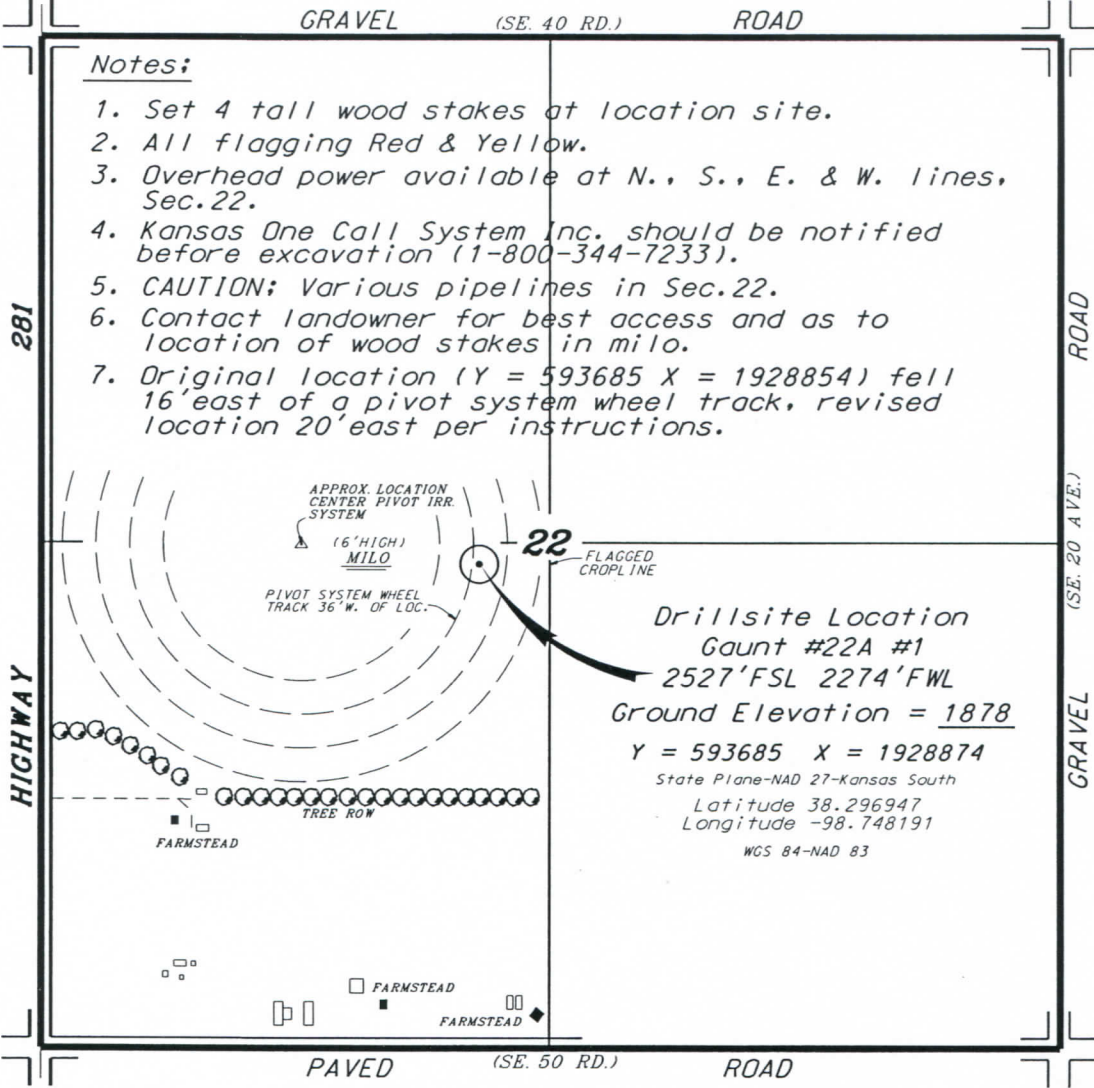 GRAVEL (SE. 40 RD.) ROAD
Notes:
1. Set 4 tall wood stakes at location site.
2. All flagging Red & Yellow.
3. Overhead power available at N., S., E. & W. lines,
Sec.22.
4. Kansas One Call System Inc. should be notified
before excavation (1-800-344-7233).
5. CAUTION: Various pipelines in Sec.22.
6. Contact landowner for best access and as to
location of wood stakes in milo.
7. Original location (Y = 593685 X = 1928854) fell
16'east of a pivot system wheel track, revised
location 20'east per instructions.
HIGHWAY 281
GRAVEL (SE. 20 AVE.) ROAD
APPROX. LOCATION
CENTER PIVOT IRR.
SYSTEM
(6'HIGH)
MILO
22
FLAGGED
CROPLINE
PIVOT SYSTEM WHEEL
TRACK 36'W. OF LOC.
Drillsite Location
Gaunt #22A #1
2527'FSL 2274'FWL
Ground Elevation = 1878
Y = 593685 X = 1928874
State Plane-NAD 27-Kansas South
Latitude 38.296947
Longitude -98.748191
WGS 84-NAD 83
TREE ROW
FARMSTEAD
FARMSTEAD
FARMSTEAD
PAVED (SE. 50 RD.) ROAD